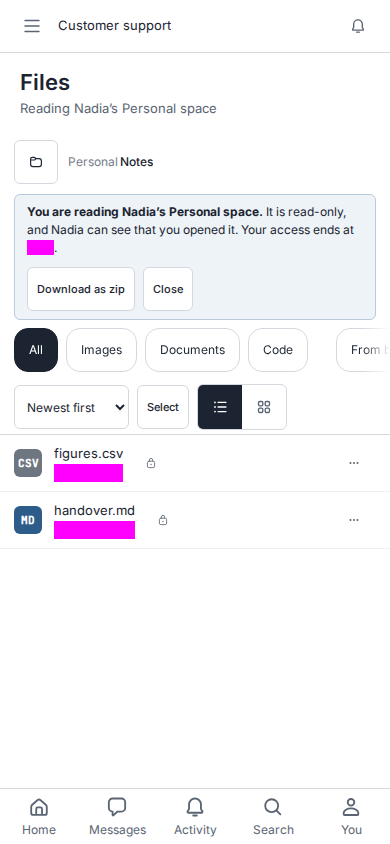 Customer support
Files
Reading Nadia's Personal space
Personal Notes
You are reading Nadia's Personal space. It is read-only,
and Nadia can see that you opened it. Your access ends at
.
Download as zip Close
All Images Documents Code From
Newest first Select
CSV figures.csv
MD handover.md
Home Messages Activity Search You